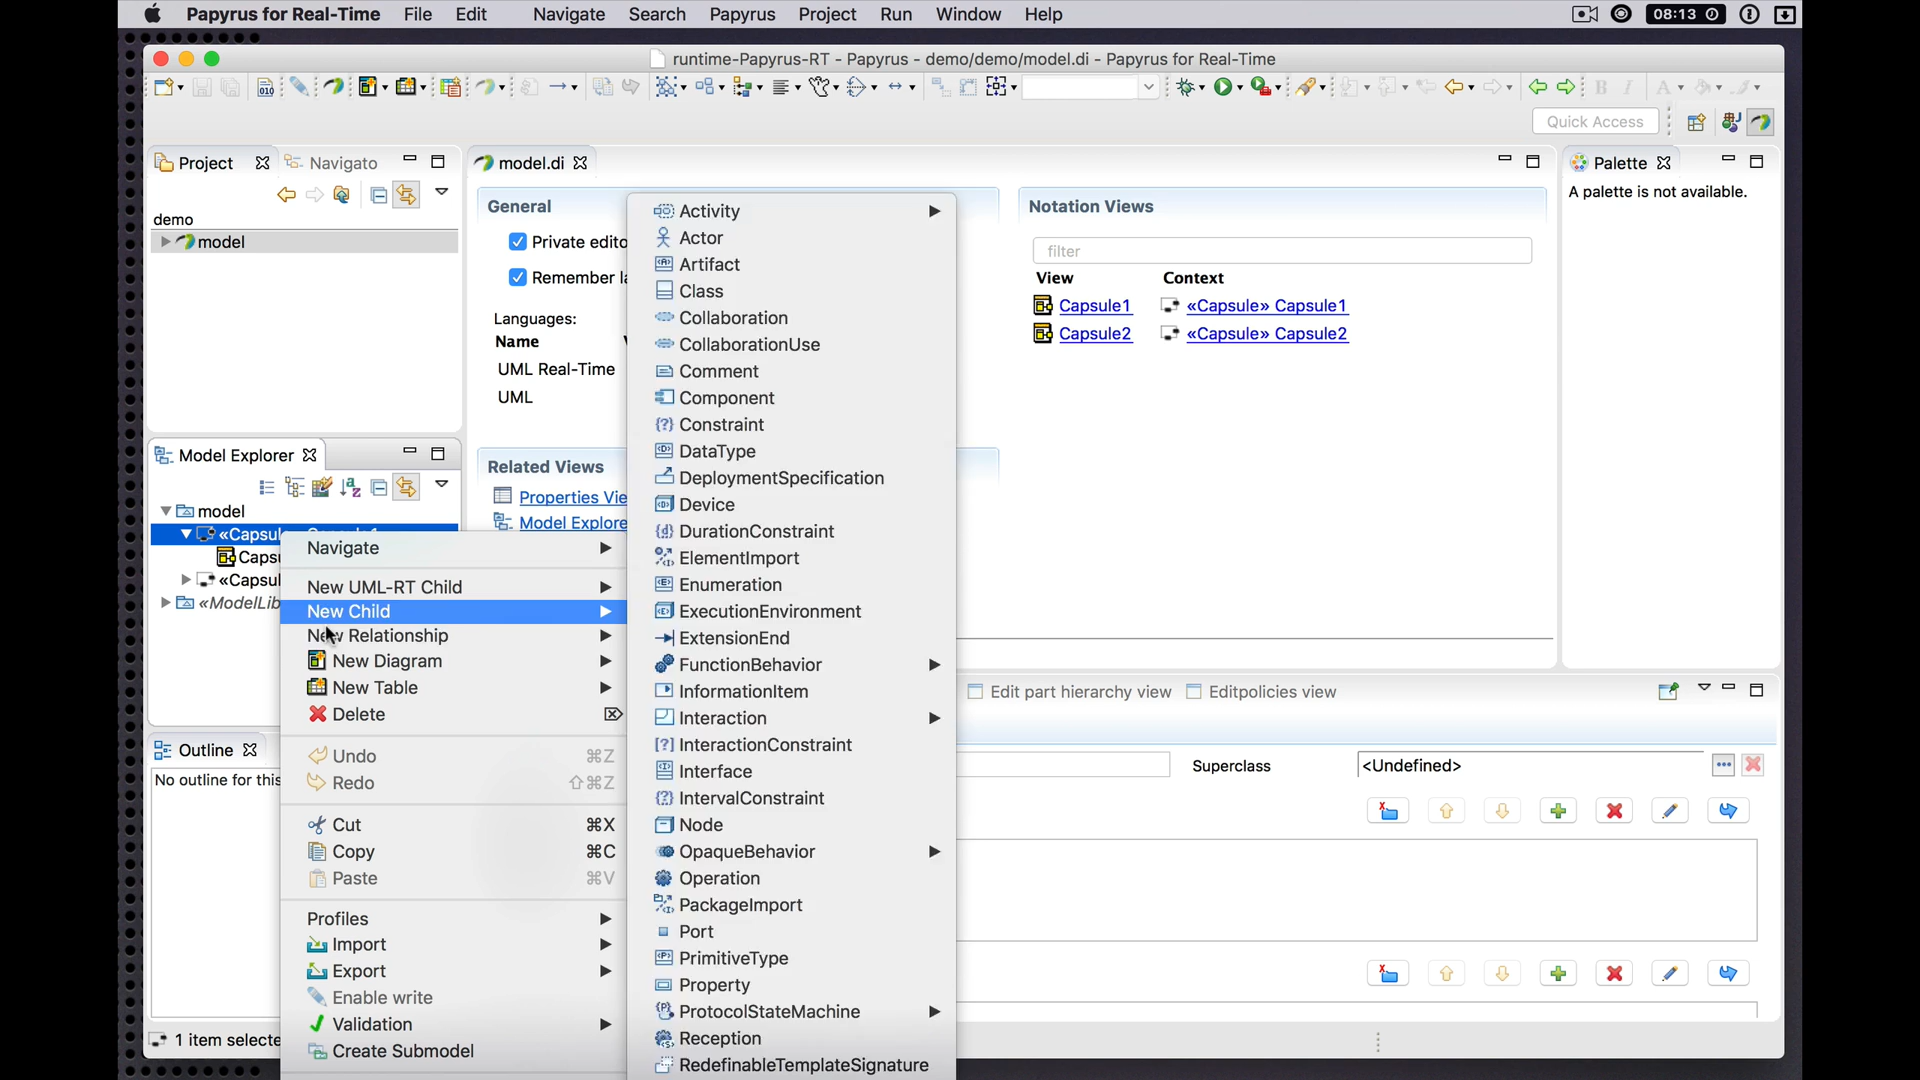 Papyrus for Real-Time File Edit Navigate Search Papyrus Project Run Window Help 08:13
runtime-Papyrus-RT - Papyrus - demo/demo/model.di - Papyrus for Real-Time
Quick Access
Project
Navigato
demo
model
model.di
General
Private edito
Remember la
Languages:
Name
UML Real-Time
UML
Related Views
Properties Vie
Model Explore
Notation Views
filter
View Context
Capsule1 «Capsule» Capsule1
Capsule2 «Capsule» Capsule2
Palette
A palette is not available.
Model Explorer
model
«Capsul
Capsu
«Capsul
«ModelLib
Outline
No outline for this
1 item selecte
Navigate
New UML-RT Child
New Child
New Relationship
New Diagram
New Table
Delete
Undo ⌘Z
Redo ⇧⌘Z
Cut ⌘X
Copy ⌘C
Paste ⌘V
Profiles
Import
Export
Enable write
Validation
Create Submodel
Activity
Actor
Artifact
Class
Collaboration
CollaborationUse
Comment
Component
Constraint
DataType
DeploymentSpecification
Device
DurationConstraint
ElementImport
Enumeration
ExecutionEnvironment
ExtensionEnd
FunctionBehavior
InformationItem
Interaction
InteractionConstraint
Interface
IntervalConstraint
Node
OpaqueBehavior
Operation
PackageImport
Port
PrimitiveType
Property
ProtocolStateMachine
Reception
RedefinableTemplateSignature
Edit part hierarchy view
Editpolicies view
Superclass <Undefined>